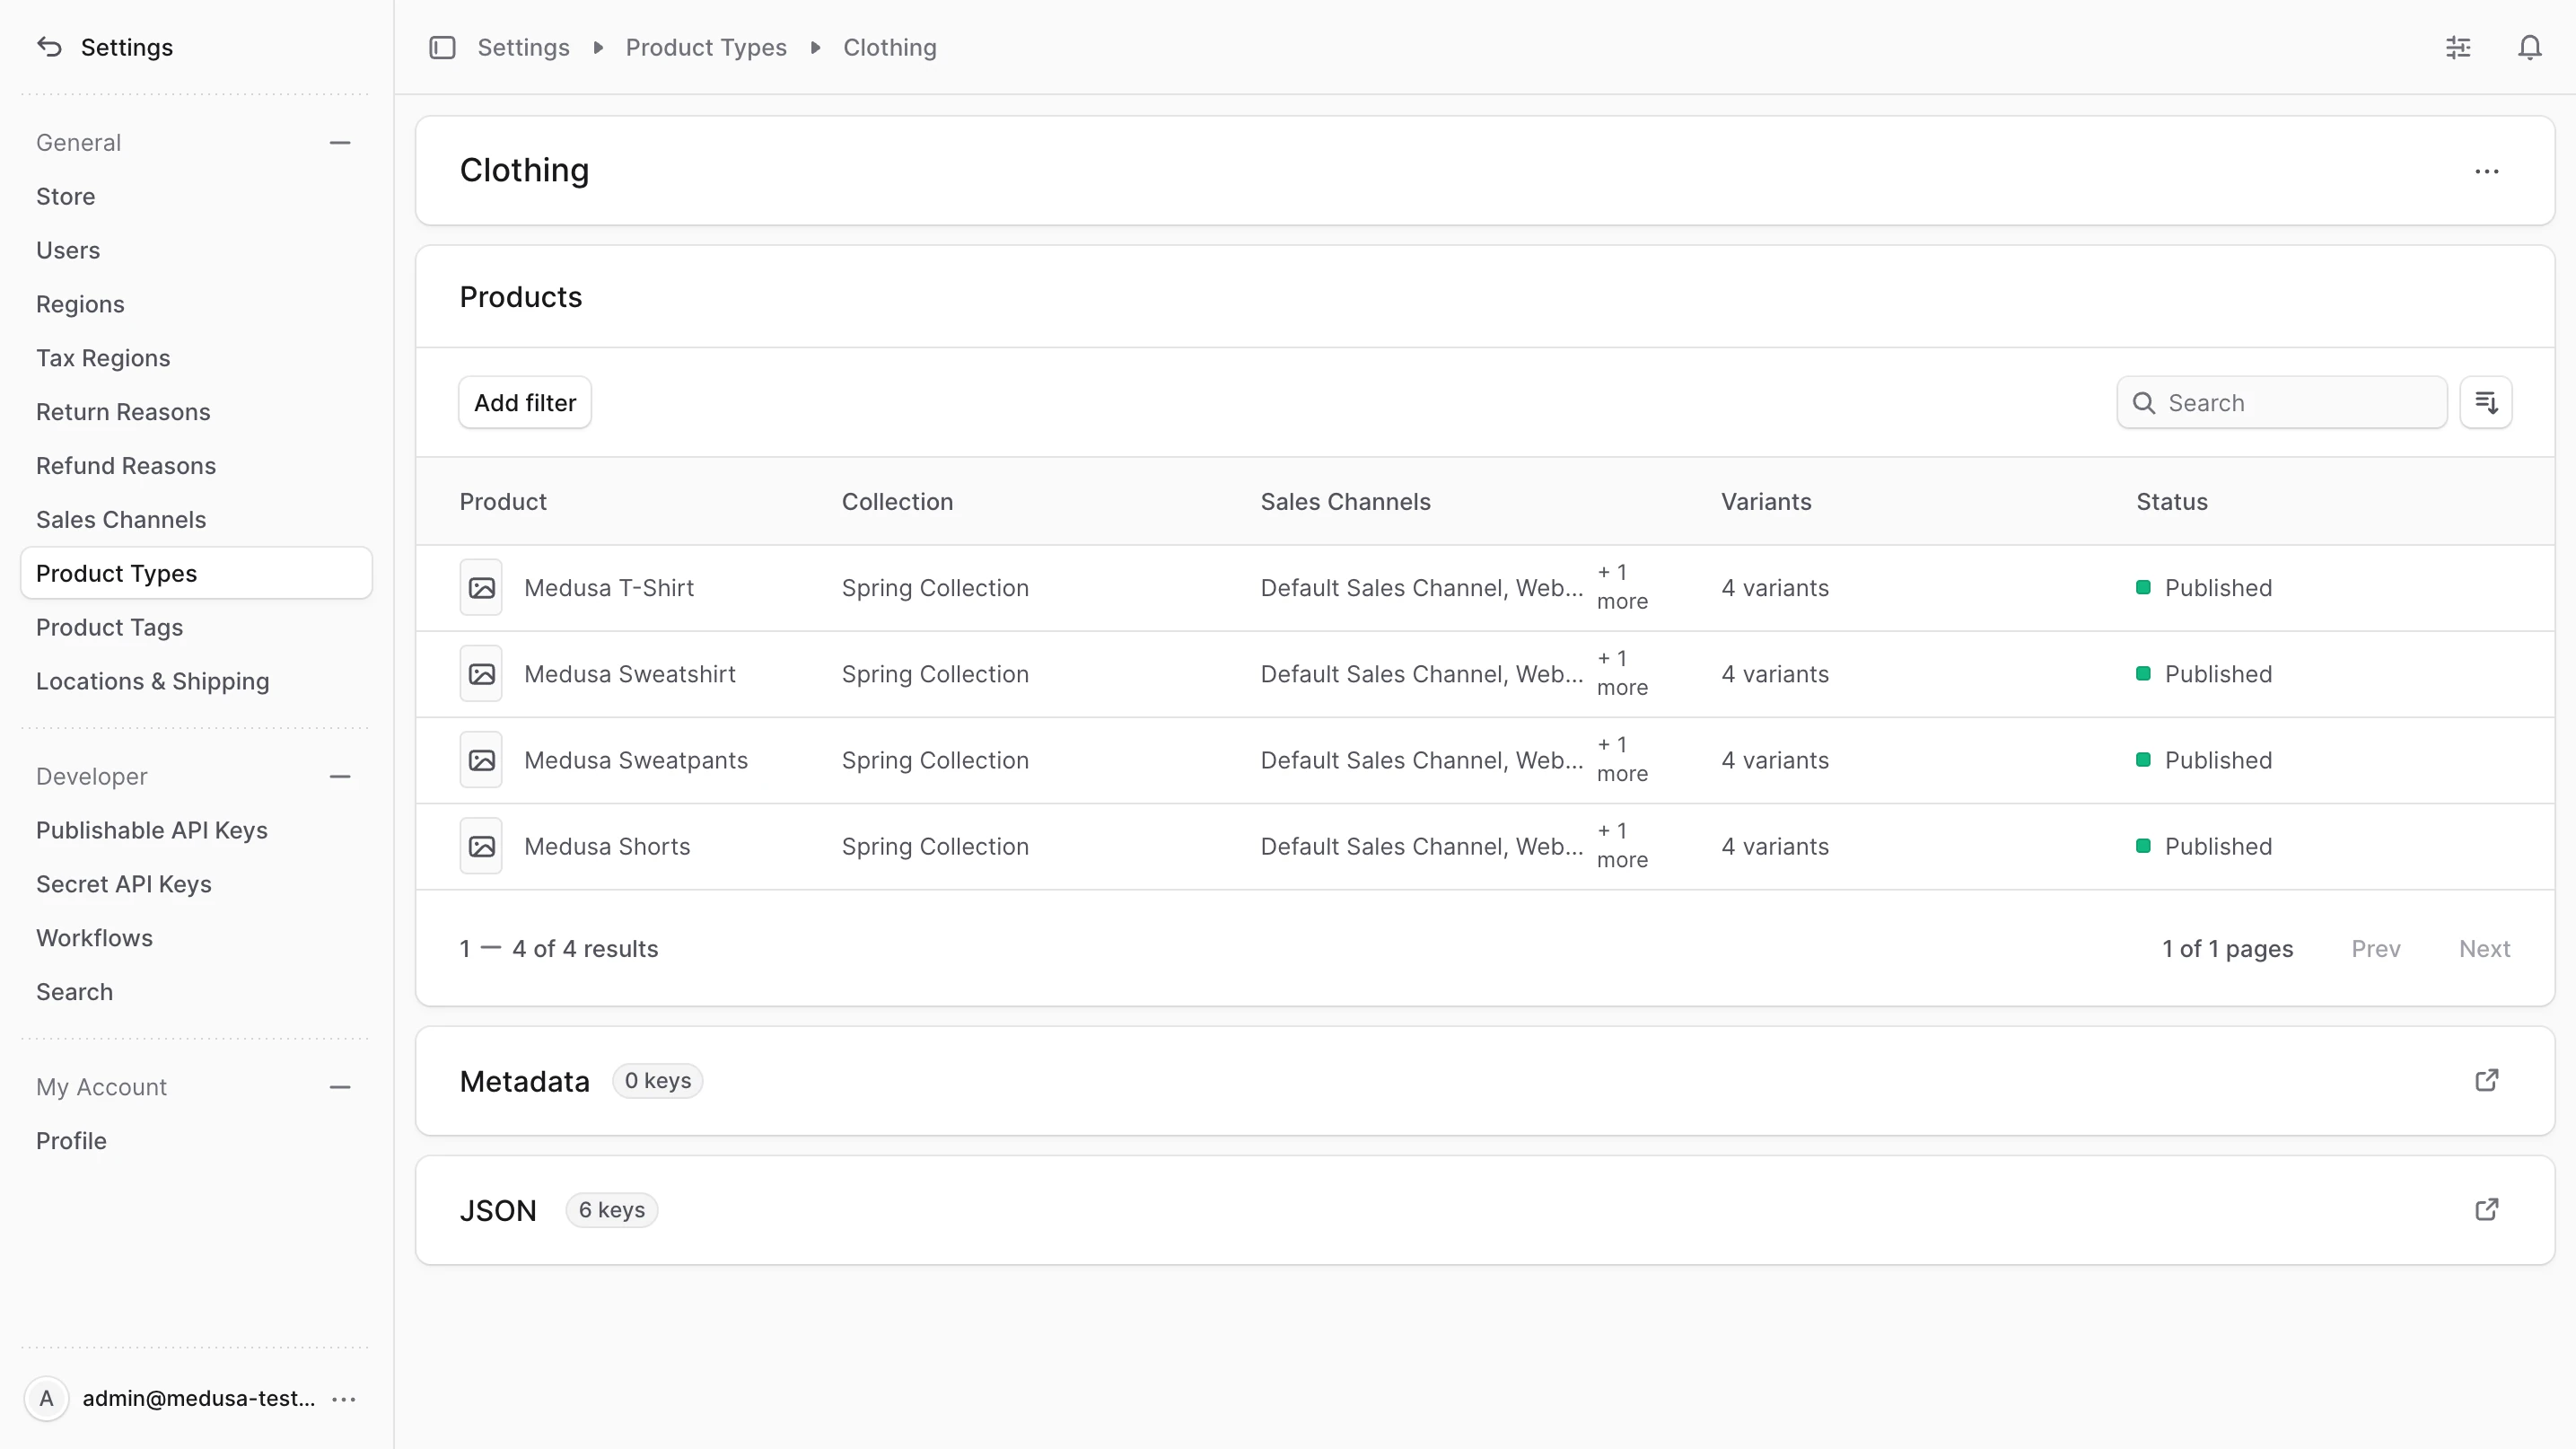 Settings
General
Store
Users
Regions
Tax Regions
Return Reasons
Refund Reasons
Sales Channels
Product Types
Product Tags
Locations & Shipping
Developer
Publishable API Keys
Secret API Keys
Workflows
Search
My Account
Profile
A admin@medusa-test...
Settings Product Types Clothing
Clothing
Products
Add filter
Search
Product Collection Sales Channels Variants Status
Medusa T-Shirt Spring Collection Default Sales Channel, Web... + 1 more 4 variants Published
Medusa Sweatshirt Spring Collection Default Sales Channel, Web... + 1 more 4 variants Published
Medusa Sweatpants Spring Collection Default Sales Channel, Web... + 1 more 4 variants Published
Medusa Shorts Spring Collection Default Sales Channel, Web... + 1 more 4 variants Published
1 — 4 of 4 results 1 of 1 pages Prev Next
Metadata 0 keys
JSON 6 keys